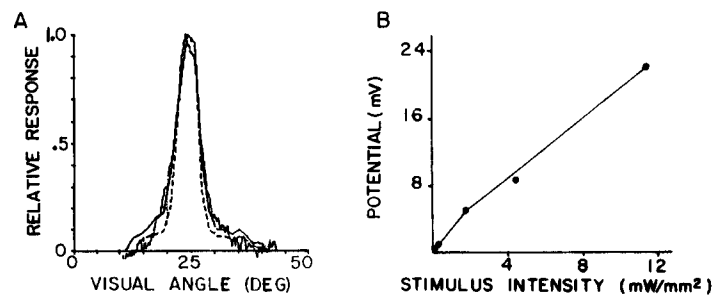 A
RELATIVE RESPONSE
1.0
.5
0
0
25
50
VISUAL ANGLE (DEG)
B
POTENTIAL (mV)
24
16
8
4
8
12
STIMULUS INTENSITY (mW/mm²)